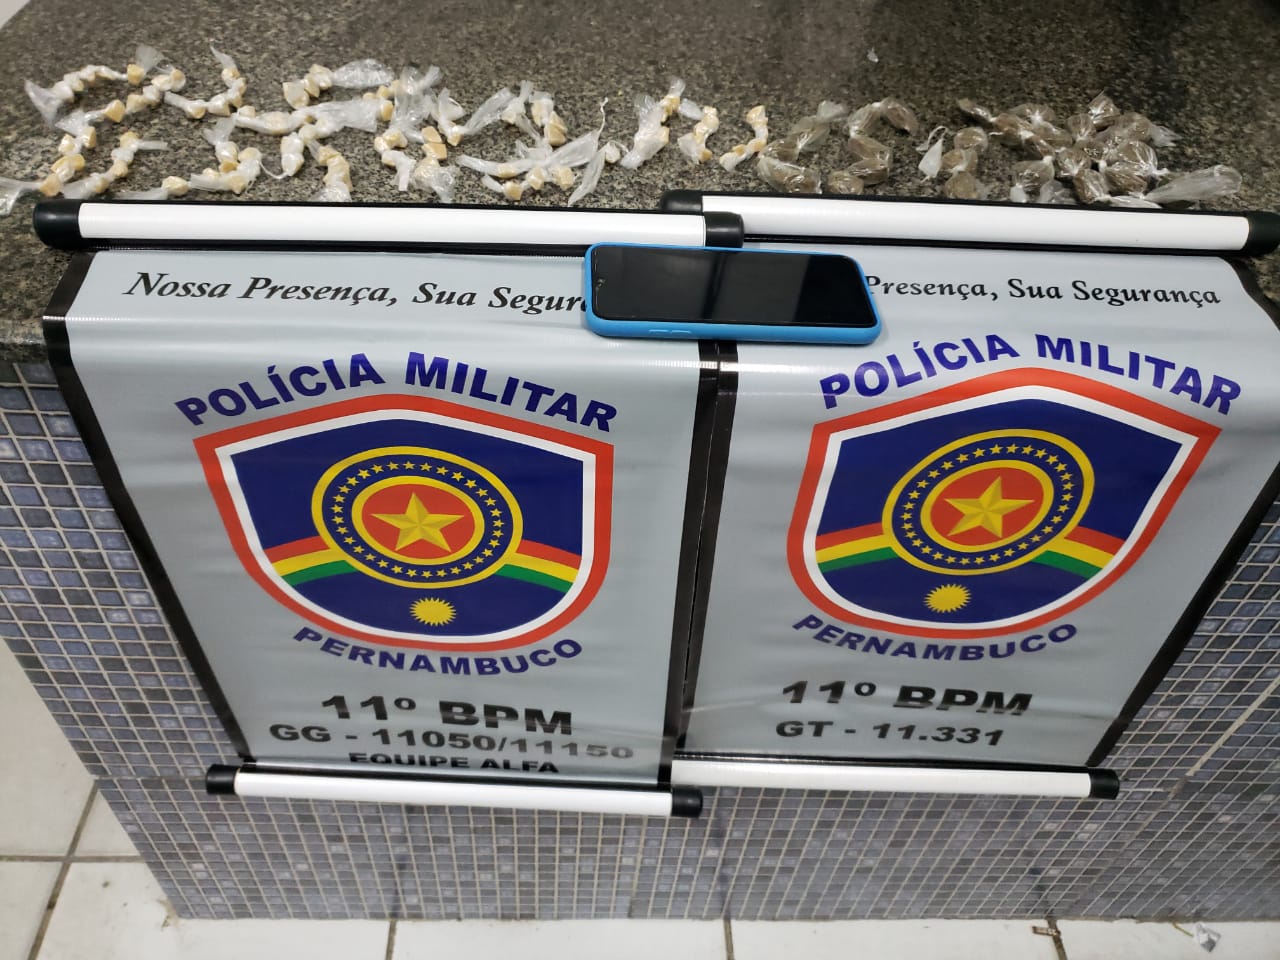 Nossa Presença, Sua
POLÍCIA MILITAR
PERNAMBUCO
11º BPM
GG - 11050/11150
EQUIPE ALFA
Presença, Sua Segurança
POLÍCIA MILITAR
PERNAMBUCO
11º BPM
GT - 11.331